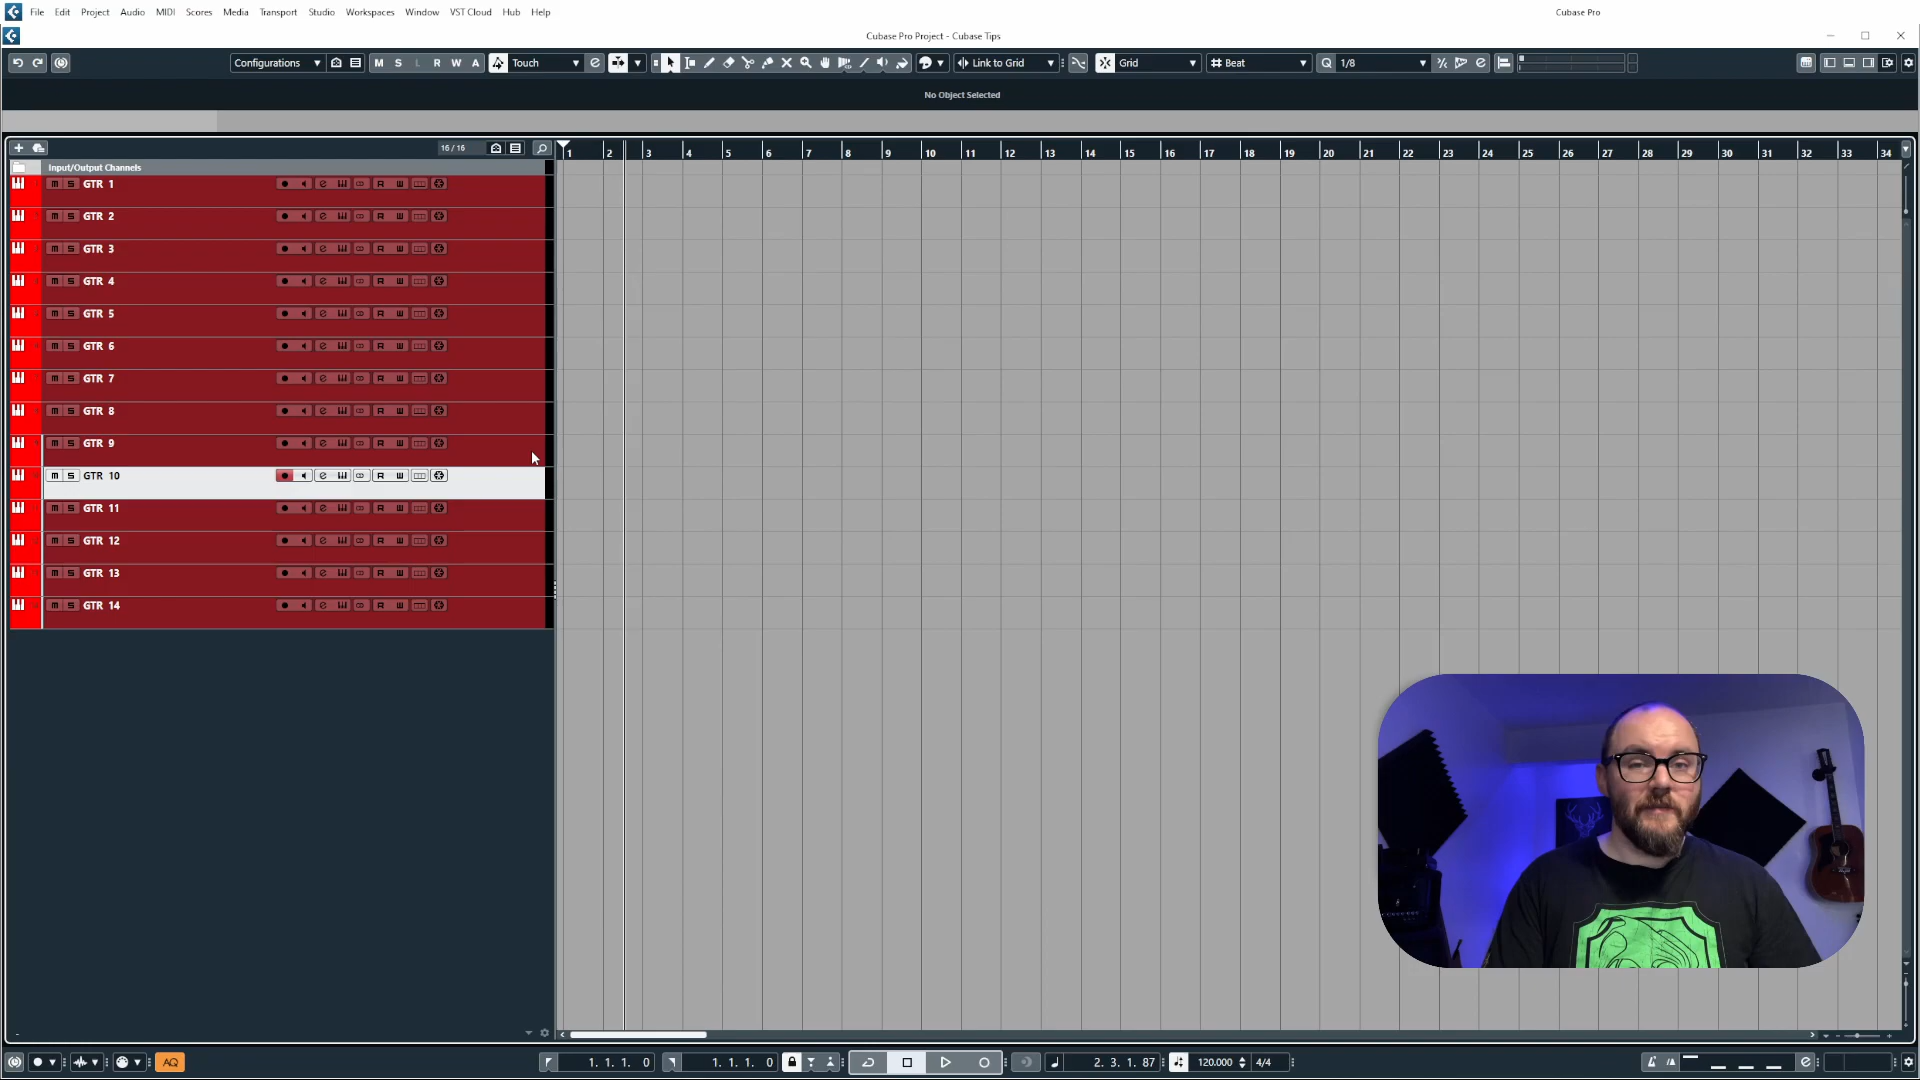 File Edit Project Audio MIDI Scores Media Transport Studio Workspaces Window VST Cloud Hub Help Cubase Pro
Cubase Pro Project - Cubase Tips
Configurations M S L R W A Touch Link to Grid Grid Beat Q 1/8
No Object Selected
16 / 16
1 2 3 4 5 6 7 8 9 10 11 12 13 14 15 16 17 18 19 20 21 22 23 24 25 26 27 28 29 30 31 32 33 34
Input/Output Channels
m S GTR 1 e R W
m S GTR 2 e R W
m S GTR 3 e R W
m S GTR 4 e R W
m S GTR 5 e R W
m S GTR 6 e R W
m S GTR 7 e R W
m S GTR 8 e R W
m S GTR 9 e R W
m S GTR 10 e R W
m S GTR 11 e R W
m S GTR 12 e R W
m S GTR 13 e R W
m S GTR 14 e R W
AQ 1. 1. 1. 0 1. 1. 1. 0 2. 3. 1. 87 120.000 4/4